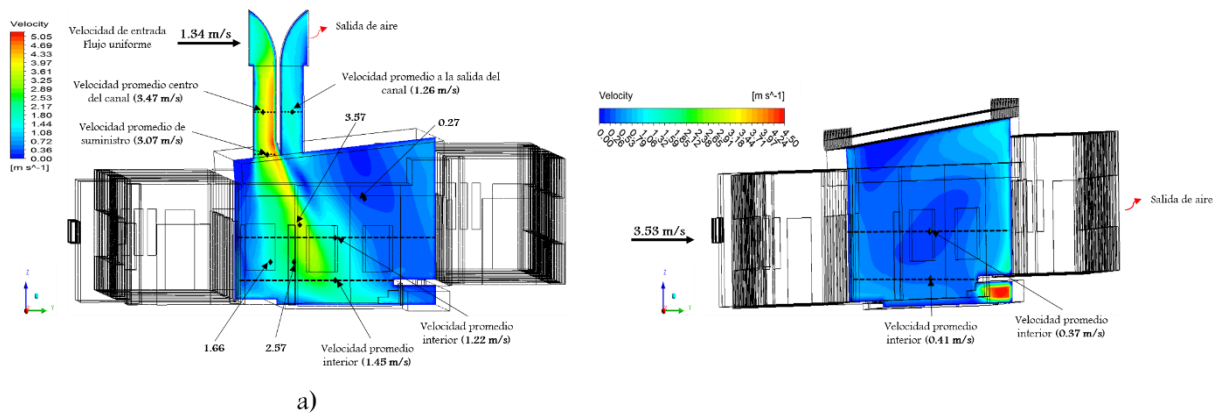 Velocity
5.05
4.69
4.33
3.97
3.61
3.25
2.89
2.53
2.17
1.80
1.44
1.08
0.72
0.36
0.00
[m s^-1]
Velocidad de entrada
Flujo uniforme
1.34 m/s
Salida de aire
Velocidad promedio centro
del canal (3.47 m/s)
Velocidad promedio a la salida del
canal (1.26 m/s)
Velocidad promedio de
suministro (3.07 m/s)
3.57
0.27
1.66
2.57
Velocidad promedio
interior (1.45 m/s)
Velocidad promedio
interior (1.22 m/s)
Z
Y
a)
Velocity
[m s^-1]
0.00
0.26
3.53 m/s
Salida de aire
Velocidad promedio
interior (0.41 m/s)
Velocidad promedio
interior (0.37 m/s)
Z
Y